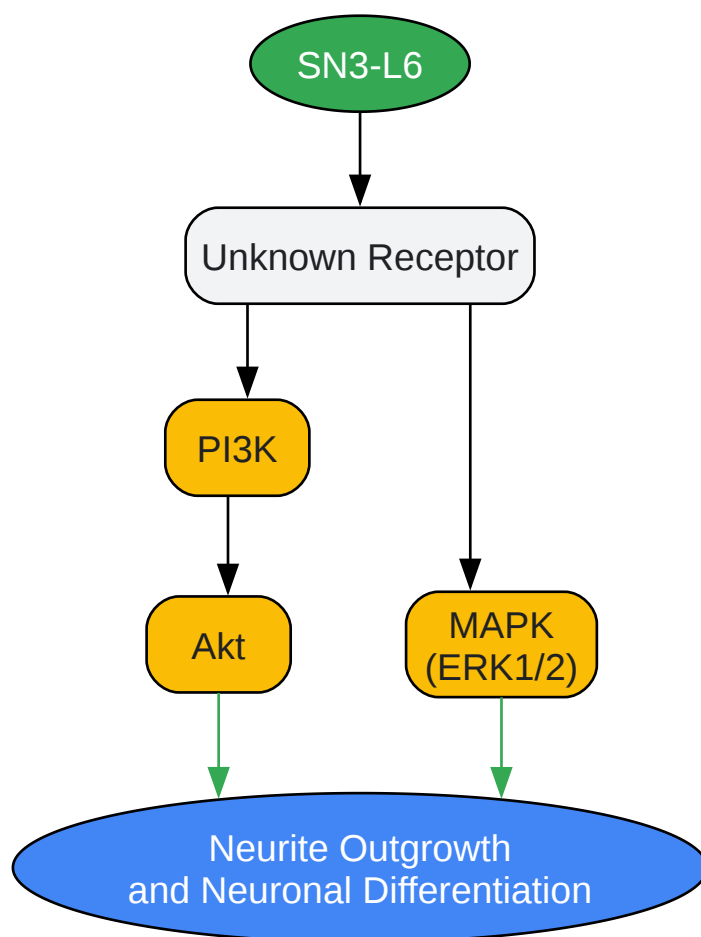 SN3-L6
Unknown Receptor
PI3K
Akt
MAPK
(ERK1/2)
Neurite Outgrowth
and Neuronal Differentiation